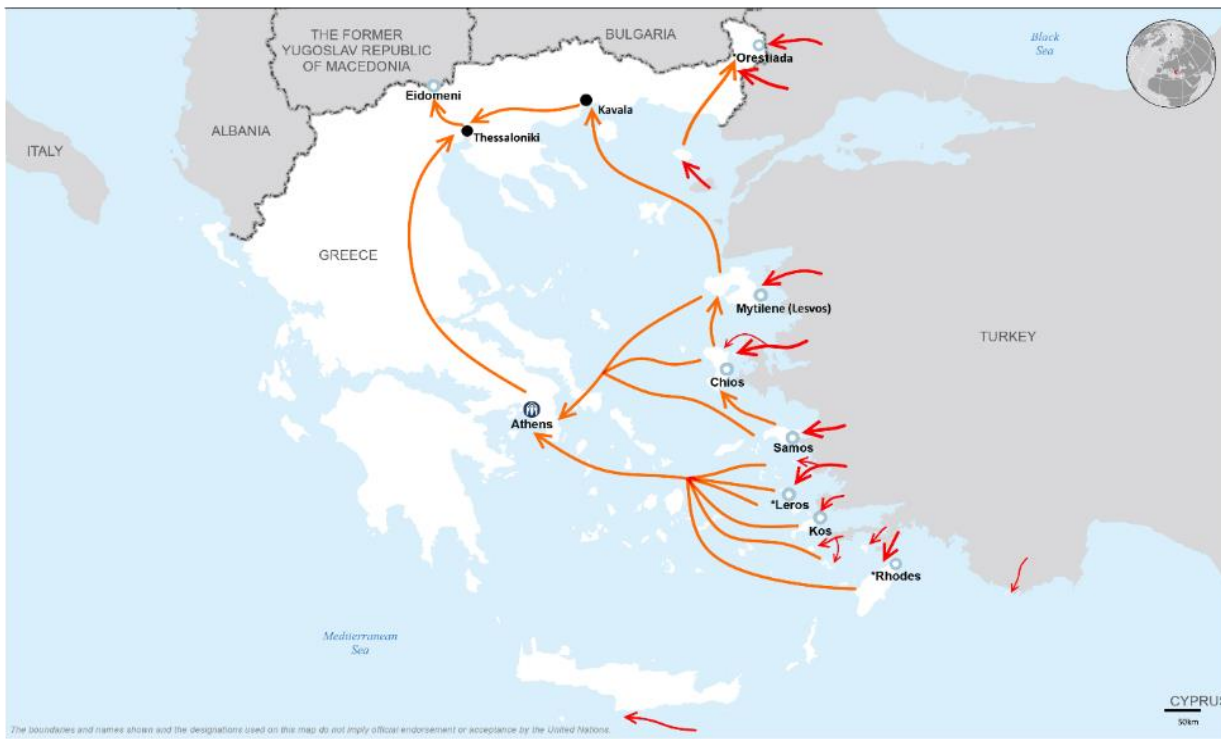 THE FORMER
YUGOSLAV REPUBLIC
OF MACEDONIA
BULGARIA
Black
Sea
*Orestiada
Eidomeni
Kavala
ALBANIA
Thessaloniki
ITALY
GREECE
Mytilene (Lesvos)
TURKEY
Chios
Athens
Samos
*Leros
Kos
*Rhodes
Mediterranean
Sea
CYPRUS
50km
The boundaries and names shown and the designations used on this map do not imply official endorsement or acceptance by the United Nations.